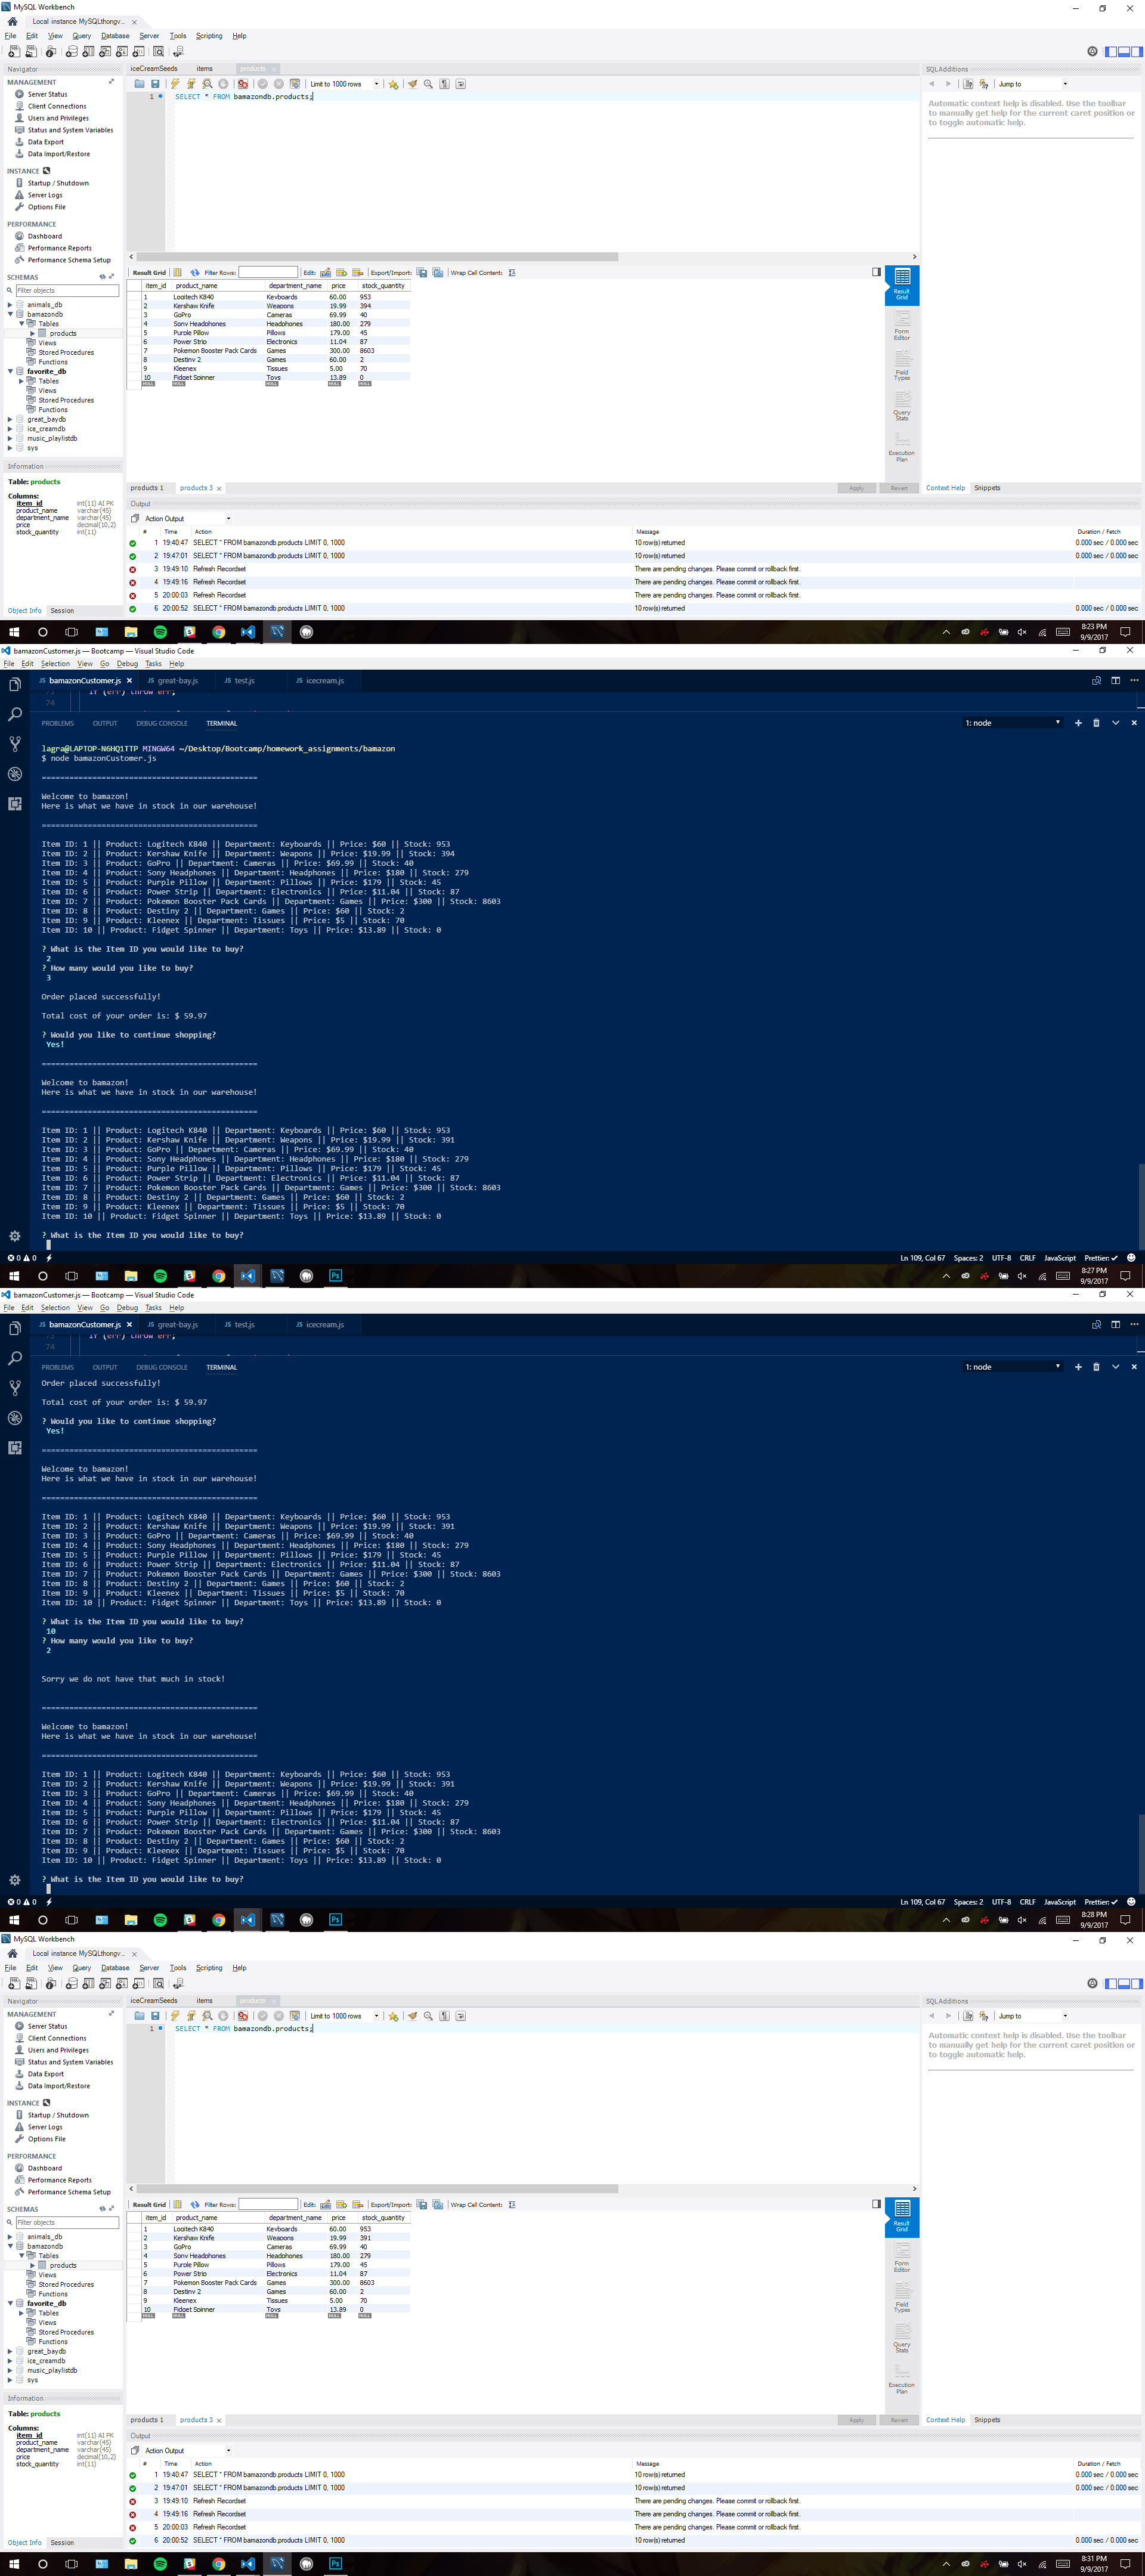 MySQL Workbench
Local instance MySQLthongv...
File Edit View Query Database Server Tools Scripting Help
Navigator
MANAGEMENT
Server Status
Client Connections
Users and Privileges
Status and System Variables
Data Export
Data Import/Restore
INSTANCE
Startup / Shutdown
Server Logs
Options File
PERFORMANCE
Dashboard
Performance Reports
Performance Schema Setup
SCHEMAS
Filter objects
animals_db
bamazondb
Tables
products
Views
Stored Procedures
Functions
favorite_db
Tables
Views
Stored Procedures
Functions
great_baydb
ice_creamdb
music_playlistdb
sys
Information
Table: products
Columns:
item_id int(11) AI PK
product_name varchar(45)
department_name varchar(45)
price decimal(10,2)
stock_quantity int(11)
Object Info Session
iceCreamSeeds items products
Limit to 1000 rows
1 SELECT * FROM bamazondb.products;
Result Grid Filter Rows: Edit: Export/Import: Wrap Cell Content:
item_id product_name department_name price stock_quantity
1 Logitech K840 Keyboards 60.00 953
2 Kershaw Knife Weapons 19.99 394
3 GoPro Cameras 69.99 40
4 Sony Headphones Headphones 180.00 279
5 Purple Pillow Pillows 179.00 45
6 Power Strip Electronics 11.04 87
7 Pokemon Booster Pack Cards Games 300.00 8603
8 Destiny 2 Games 60.00 2
9 Kleenex Tissues 5.00 70
10 Fidget Spinner Toys 13.89 0
NULL NULL NULL NULL NULL
Result Grid
Form Editor
Field Types
Query Stats
Execution Plan
products 1 products 3 Apply Revert
SQLAdditions
Jump to
Automatic context help is disabled. Use the toolbar
to manually get help for the current caret position or
to toggle automatic help.
Context Help Snippets
Output
Action Output
# Time Action Message Duration / Fetch
1 19:40:47 SELECT * FROM bamazondb.products LIMIT 0, 1000 10 row(s) returned 0.000 sec / 0.000 sec
2 19:47:01 SELECT * FROM bamazondb.products LIMIT 0, 1000 10 row(s) returned 0.000 sec / 0.000 sec
3 19:49:10 Refresh Recordset There are pending changes. Please commit or rollback first.
4 19:49:16 Refresh Recordset There are pending changes. Please commit or rollback first.
5 20:00:03 Refresh Recordset There are pending changes. Please commit or rollback first.
6 20:00:52 SELECT * FROM bamazondb.products LIMIT 0, 1000 10 row(s) returned 0.000 sec / 0.000 sec
8:23 PM
9/9/2017
bamazonCustomer.js — Bootcamp — Visual Studio Code
File Edit Selection View Go Debug Tasks Help
JS bamazonCustomer.js JS great-bay.js JS test.js JS icecream.js
73 if (err) throw err;
74
PROBLEMS OUTPUT DEBUG CONSOLE TERMINAL 1: node
lagra@LAPTOP-N6HQ1TTP MINGW64 ~/Desktop/Bootcamp/homework_assignments/bamazon
$ node bamazonCustomer.js
===============================================
Welcome to bamazon!
Here is what we have in stock in our warehouse!
===============================================
Item ID: 1 || Product: Logitech K840 || Department: Keyboards || Price: $60 || Stock: 953
Item ID: 2 || Product: Kershaw Knife || Department: Weapons || Price: $19.99 || Stock: 394
Item ID: 3 || Product: GoPro || Department: Cameras || Price: $69.99 || Stock: 40
Item ID: 4 || Product: Sony Headphones || Department: Headphones || Price: $180 || Stock: 279
Item ID: 5 || Product: Purple Pillow || Department: Pillows || Price: $179 || Stock: 45
Item ID: 6 || Product: Power Strip || Department: Electronics || Price: $11.04 || Stock: 87
Item ID: 7 || Product: Pokemon Booster Pack Cards || Department: Games || Price: $300 || Stock: 8603
Item ID: 8 || Product: Destiny 2 || Department: Games || Price: $60 || Stock: 2
Item ID: 9 || Product: Kleenex || Department: Tissues || Price: $5 || Stock: 70
Item ID: 10 || Product: Fidget Spinner || Department: Toys || Price: $13.89 || Stock: 0
? What is the Item ID you would like to buy?
2
? How many would you like to buy?
3
Order placed successfully!
Total cost of your order is: $ 59.97
? Would you like to continue shopping?
Yes!
===============================================
Welcome to bamazon!
Here is what we have in stock in our warehouse!
===============================================
Item ID: 1 || Product: Logitech K840 || Department: Keyboards || Price: $60 || Stock: 953
Item ID: 2 || Product: Kershaw Knife || Department: Weapons || Price: $19.99 || Stock: 391
Item ID: 3 || Product: GoPro || Department: Cameras || Price: $69.99 || Stock: 40
Item ID: 4 || Product: Sony Headphones || Department: Headphones || Price: $180 || Stock: 279
Item ID: 5 || Product: Purple Pillow || Department: Pillows || Price: $179 || Stock: 45
Item ID: 6 || Product: Power Strip || Department: Electronics || Price: $11.04 || Stock: 87
Item ID: 7 || Product: Pokemon Booster Pack Cards || Department: Games || Price: $300 || Stock: 8603
Item ID: 8 || Product: Destiny 2 || Department: Games || Price: $60 || Stock: 2
Item ID: 9 || Product: Kleenex || Department: Tissues || Price: $5 || Stock: 70
Item ID: 10 || Product: Fidget Spinner || Department: Toys || Price: $13.89 || Stock: 0
? What is the Item ID you would like to buy?
0 0 Ln 109, Col 67 Spaces: 2 UTF-8 CRLF JavaScript Prettier: ✓
Ps
8:27 PM
9/9/2017
bamazonCustomer.js — Bootcamp — Visual Studio Code
File Edit Selection View Go Debug Tasks Help
JS bamazonCustomer.js JS great-bay.js JS test.js JS icecream.js
73 if (err) throw err;
74
PROBLEMS OUTPUT DEBUG CONSOLE TERMINAL 1: node
Order placed successfully!
Total cost of your order is: $ 59.97
? Would you like to continue shopping?
Yes!
===============================================
Welcome to bamazon!
Here is what we have in stock in our warehouse!
===============================================
Item ID: 1 || Product: Logitech K840 || Department: Keyboards || Price: $60 || Stock: 953
Item ID: 2 || Product: Kershaw Knife || Department: Weapons || Price: $19.99 || Stock: 391
Item ID: 3 || Product: GoPro || Department: Cameras || Price: $69.99 || Stock: 40
Item ID: 4 || Product: Sony Headphones || Department: Headphones || Price: $180 || Stock: 279
Item ID: 5 || Product: Purple Pillow || Department: Pillows || Price: $179 || Stock: 45
Item ID: 6 || Product: Power Strip || Department: Electronics || Price: $11.04 || Stock: 87
Item ID: 7 || Product: Pokemon Booster Pack Cards || Department: Games || Price: $300 || Stock: 8603
Item ID: 8 || Product: Destiny 2 || Department: Games || Price: $60 || Stock: 2
Item ID: 9 || Product: Kleenex || Department: Tissues || Price: $5 || Stock: 70
Item ID: 10 || Product: Fidget Spinner || Department: Toys || Price: $13.89 || Stock: 0
? What is the Item ID you would like to buy?
10
? How many would you like to buy?
2
Sorry we do not have that much in stock!
===============================================
Welcome to bamazon!
Here is what we have in stock in our warehouse!
===============================================
Item ID: 1 || Product: Logitech K840 || Department: Keyboards || Price: $60 || Stock: 953
Item ID: 2 || Product: Kershaw Knife || Department: Weapons || Price: $19.99 || Stock: 391
Item ID: 3 || Product: GoPro || Department: Cameras || Price: $69.99 || Stock: 40
Item ID: 4 || Product: Sony Headphones || Department: Headphones || Price: $180 || Stock: 279
Item ID: 5 || Product: Purple Pillow || Department: Pillows || Price: $179 || Stock: 45
Item ID: 6 || Product: Power Strip || Department: Electronics || Price: $11.04 || Stock: 87
Item ID: 7 || Product: Pokemon Booster Pack Cards || Department: Games || Price: $300 || Stock: 8603
Item ID: 8 || Product: Destiny 2 || Department: Games || Price: $60 || Stock: 2
Item ID: 9 || Product: Kleenex || Department: Tissues || Price: $5 || Stock: 70
Item ID: 10 || Product: Fidget Spinner || Department: Toys || Price: $13.89 || Stock: 0
? What is the Item ID you would like to buy?
0 0 Ln 109, Col 67 Spaces: 2 UTF-8 CRLF JavaScript Prettier: ✓
Ps
8:28 PM
9/9/2017
MySQL Workbench
Local instance MySQLthongv...
File Edit View Query Database Server Tools Scripting Help
Navigator
MANAGEMENT
Server Status
Client Connections
Users and Privileges
Status and System Variables
Data Export
Data Import/Restore
INSTANCE
Startup / Shutdown
Server Logs
Options File
PERFORMANCE
Dashboard
Performance Reports
Performance Schema Setup
SCHEMAS
Filter objects
animals_db
bamazondb
Tables
products
Views
Stored Procedures
Functions
favorite_db
Tables
Views
Stored Procedures
Functions
great_baydb
ice_creamdb
music_playlistdb
sys
Information
Table: products
Columns:
item_id int(11) AI PK
product_name varchar(45)
department_name varchar(45)
price decimal(10,2)
stock_quantity int(11)
Object Info Session
iceCreamSeeds items products
Limit to 1000 rows
1 SELECT * FROM bamazondb.products;
Result Grid Filter Rows: Edit: Export/Import: Wrap Cell Content:
item_id product_name department_name price stock_quantity
1 Logitech K840 Keyboards 60.00 953
2 Kershaw Knife Weapons 19.99 391
3 GoPro Cameras 69.99 40
4 Sony Headphones Headphones 180.00 279
5 Purple Pillow Pillows 179.00 45
6 Power Strip Electronics 11.04 87
7 Pokemon Booster Pack Cards Games 300.00 8603
8 Destiny 2 Games 60.00 2
9 Kleenex Tissues 5.00 70
10 Fidget Spinner Toys 13.89 0
NULL NULL NULL NULL NULL
Result Grid
Form Editor
Field Types
Query Stats
Execution Plan
products 1 products 3 Apply Revert
SQLAdditions
Jump to
Automatic context help is disabled. Use the toolbar
to manually get help for the current caret position or
to toggle automatic help.
Context Help Snippets
Output
Action Output
# Time Action Message Duration / Fetch
1 19:40:47 SELECT * FROM bamazondb.products LIMIT 0, 1000 10 row(s) returned 0.000 sec / 0.000 sec
2 19:47:01 SELECT * FROM bamazondb.products LIMIT 0, 1000 10 row(s) returned 0.000 sec / 0.000 sec
3 19:49:10 Refresh Recordset There are pending changes. Please commit or rollback first.
4 19:49:16 Refresh Recordset There are pending changes. Please commit or rollback first.
5 20:00:03 Refresh Recordset There are pending changes. Please commit or rollback first.
6 20:00:52 SELECT * FROM bamazondb.products LIMIT 0, 1000 10 row(s) returned 0.000 sec / 0.000 sec
Ps
8:31 PM
9/9/2017